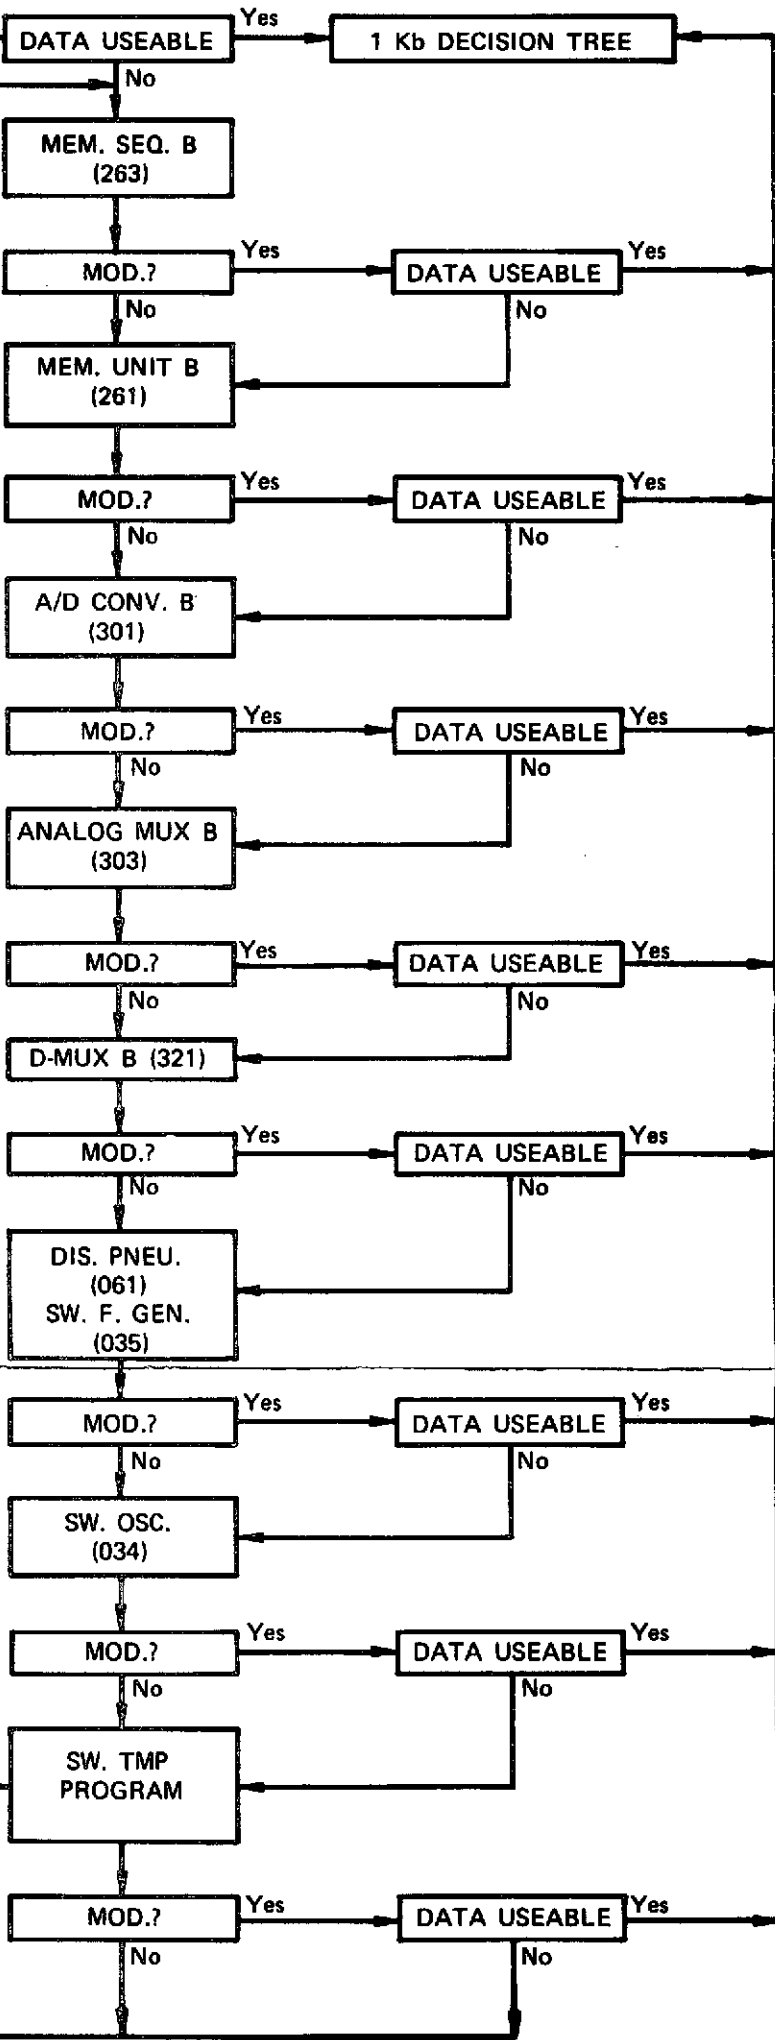 DATA USEABLE
Yes
1 Kb DECISION TREE
No
MEM. SEQ. B
(263)
MOD.?
Yes
DATA USEABLE
Yes
No
No
MEM. UNIT B
(261)
MOD.?
Yes
DATA USEABLE
Yes
No
No
A/D CONV. B
(301)
MOD.?
Yes
DATA USEABLE
Yes
No
No
ANALOG MUX B
(303)
MOD.?
Yes
DATA USEABLE
Yes
No
No
D-MUX B (321)
MOD.?
Yes
DATA USEABLE
Yes
No
No
DIS. PNEU.
(061)
SW. F. GEN.
(035)
MOD.?
Yes
DATA USEABLE
Yes
No
No
SW. OSC.
(034)
MOD.?
Yes
DATA USEABLE
Yes
No
No
SW. TMP
PROGRAM
MOD.?
Yes
DATA USEABLE
Yes
No
No